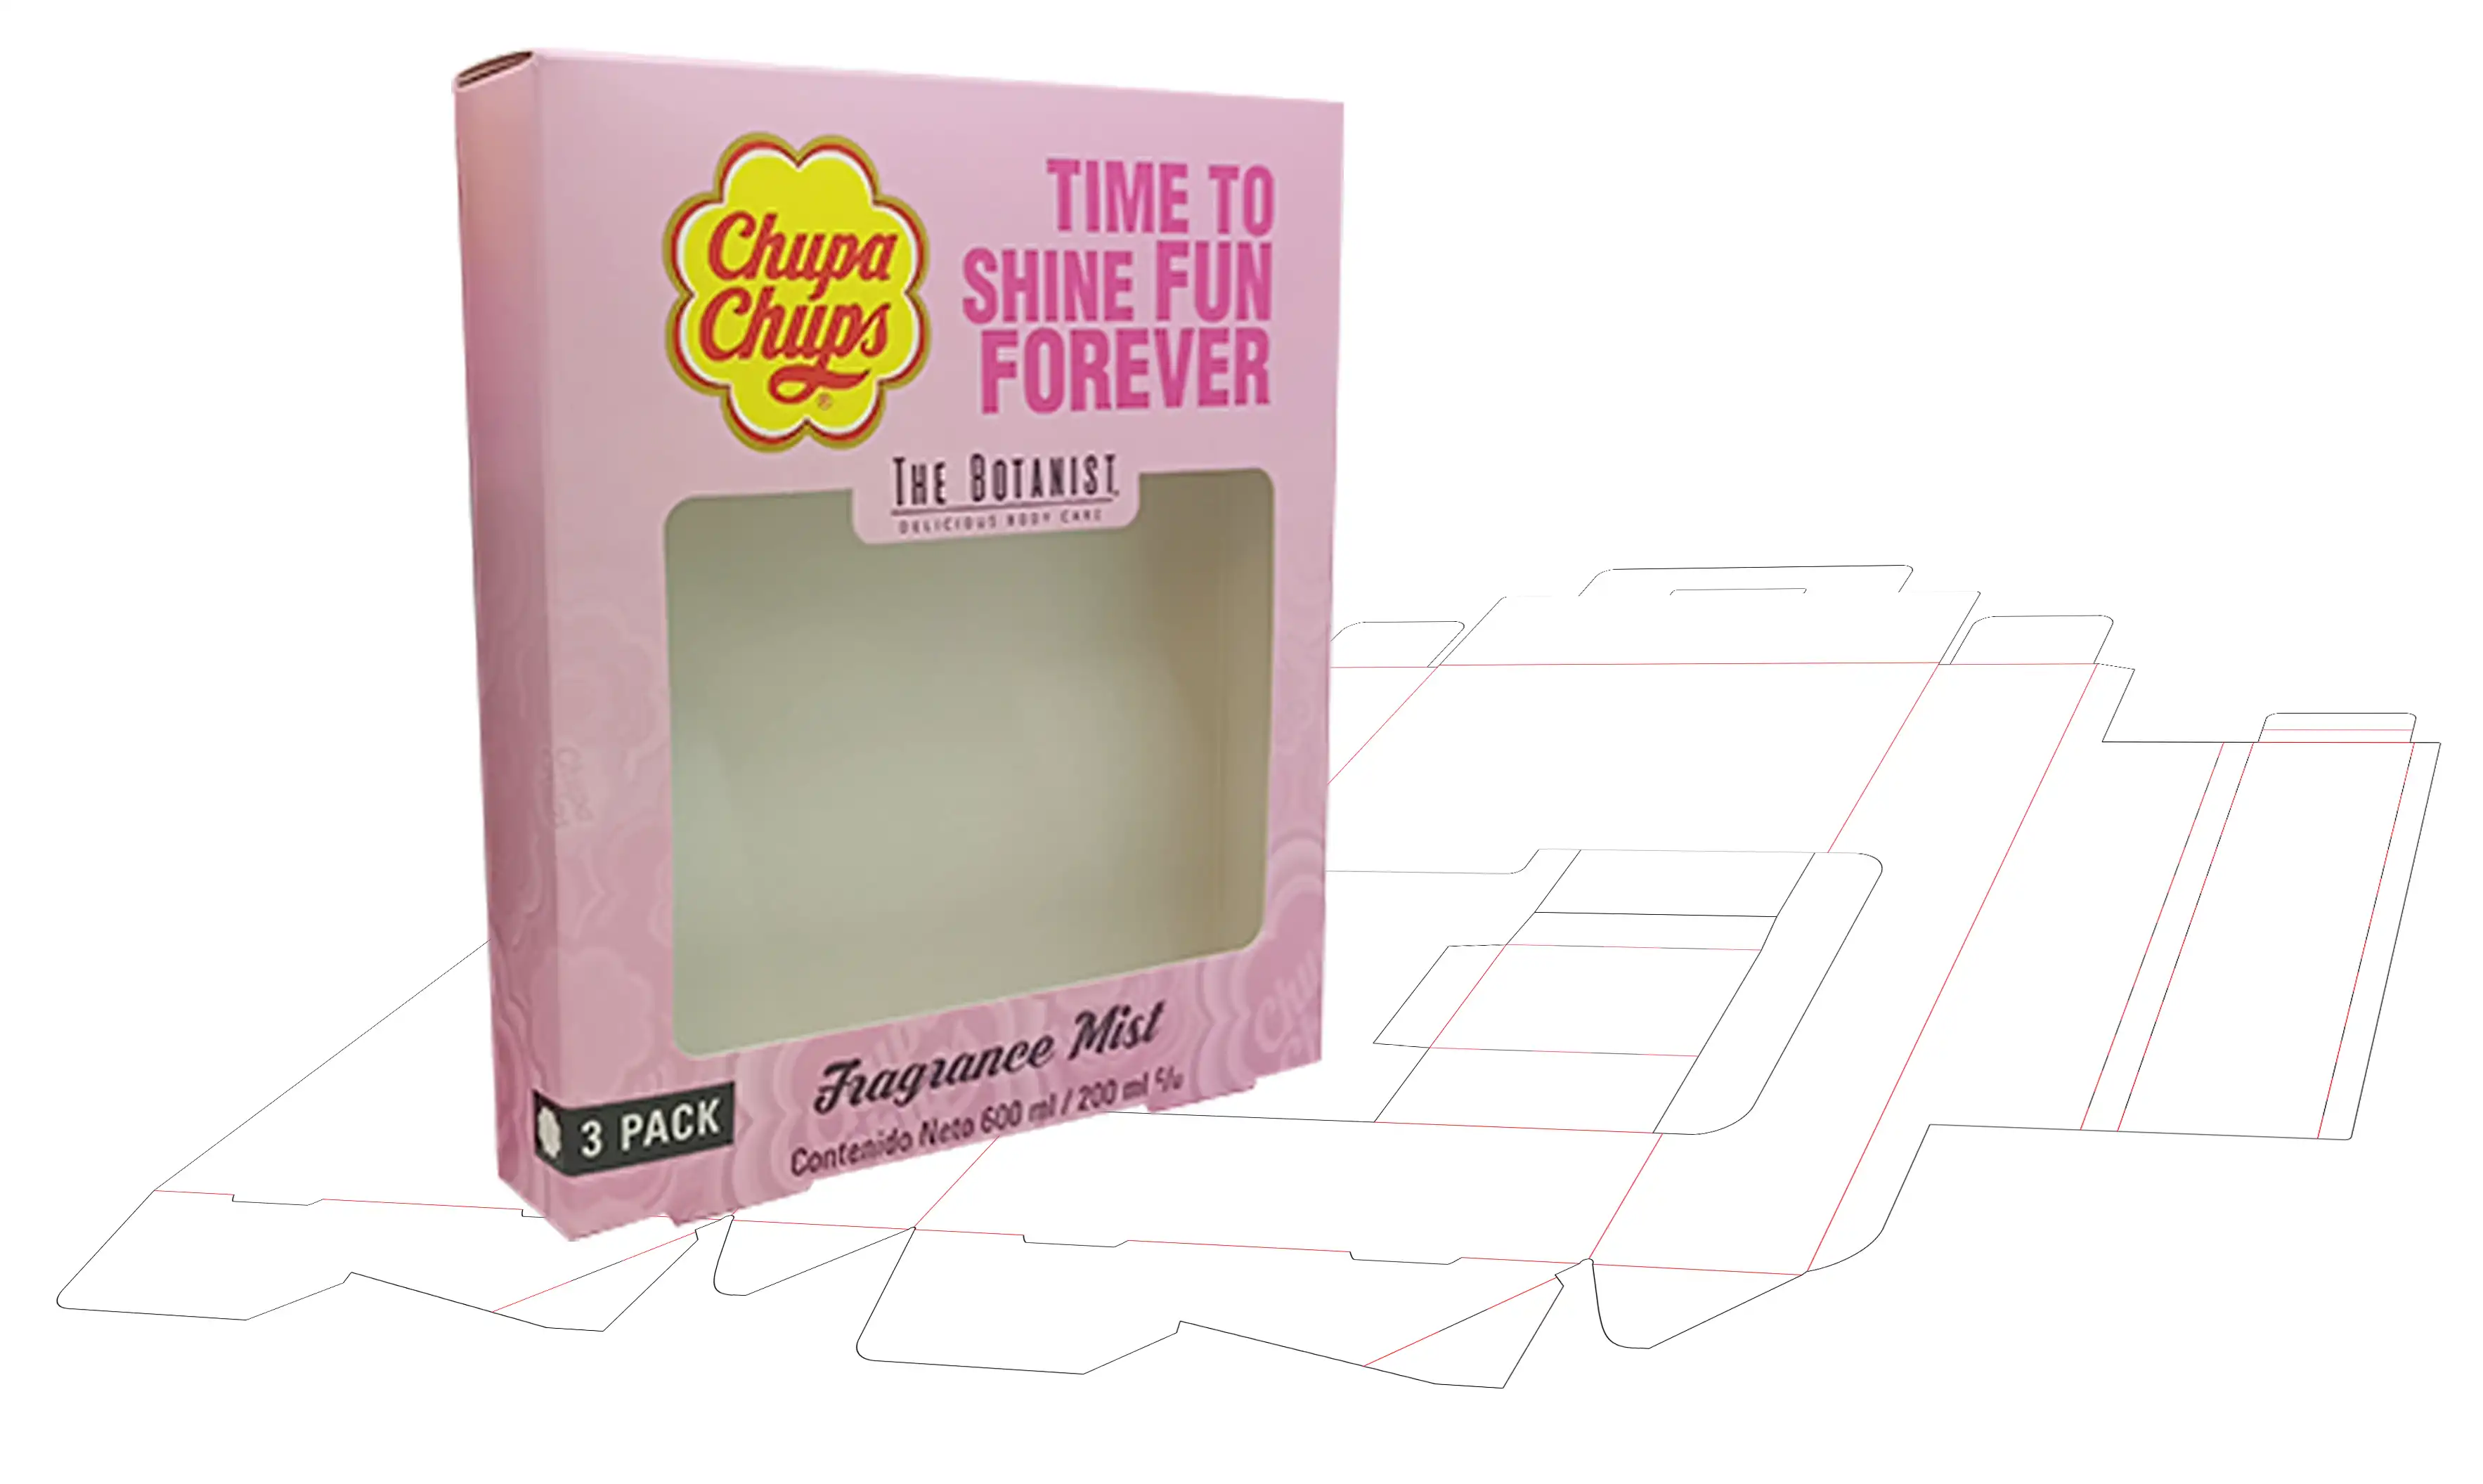 Chupa
Chups
®
TIME TO
SHINE FUN
FOREVER
THE BOTANIST
DELICIOUS BODY CARE
Fragrance Mist
Contenido Neto 600 ml / 200 ml c/u
3 PACK